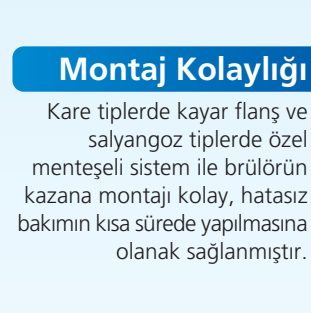 Montaj Kolaylığı
Kare tiplerde kayar flanş ve
salyangoz tiplerde özel
menteşeli sistem ile brülörün
kazana montajı kolay, hatasız
bakımın kısa sürede yapılmasına
olanak sağlanmıştır.